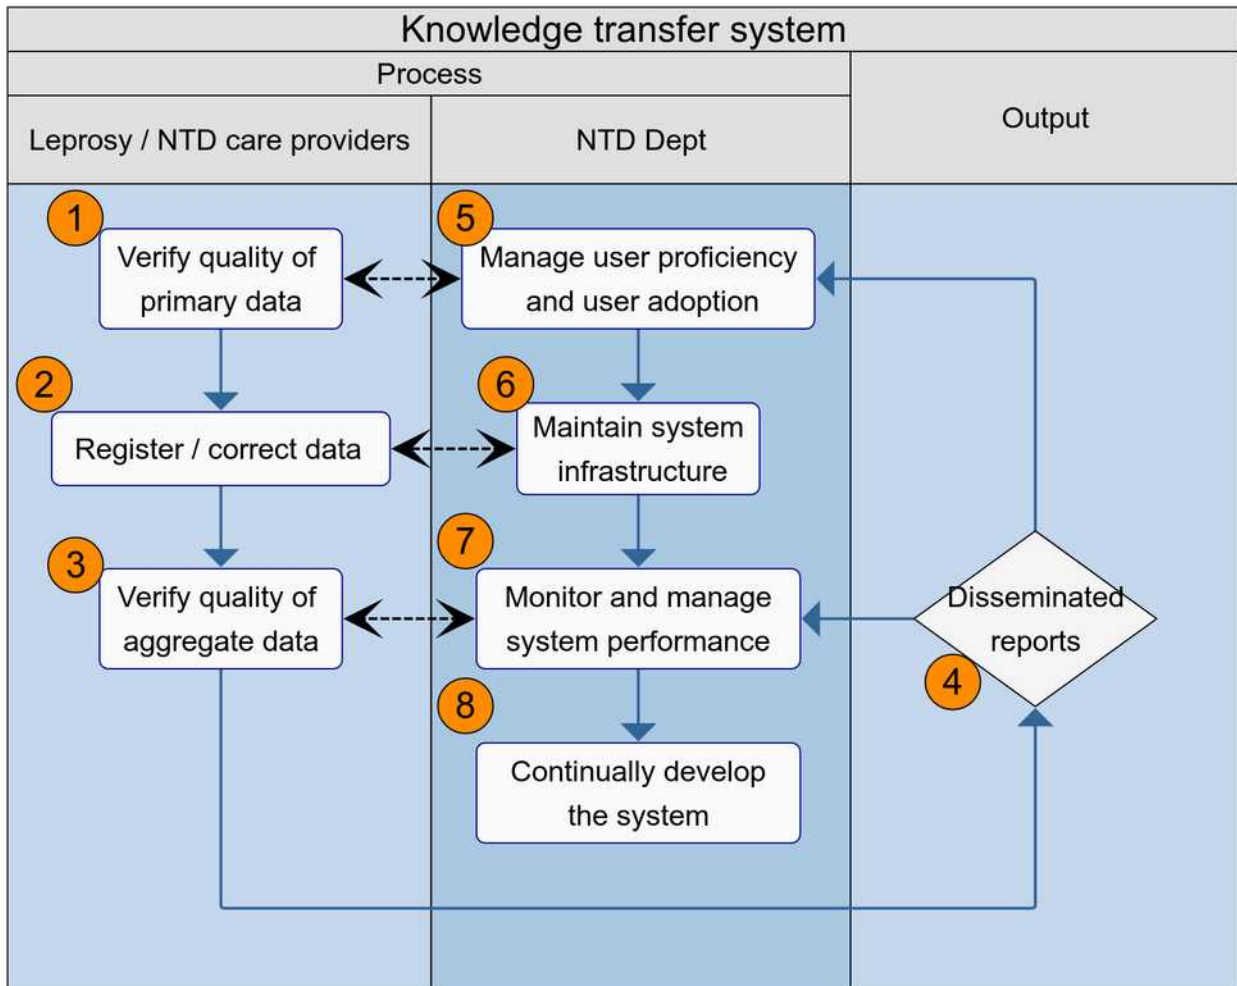 Knowledge transfer system
Process
Output
Leprosy / NTD care providers
NTD Dept
1
Verify quality of
primary data
2
Register / correct data
3
Verify quality of
aggregate data
5
Manage user proficiency
and user adoption
6
Maintain system
infrastructure
7
Monitor and manage
system performance
8
Continually develop
the system
Disseminated
reports
4